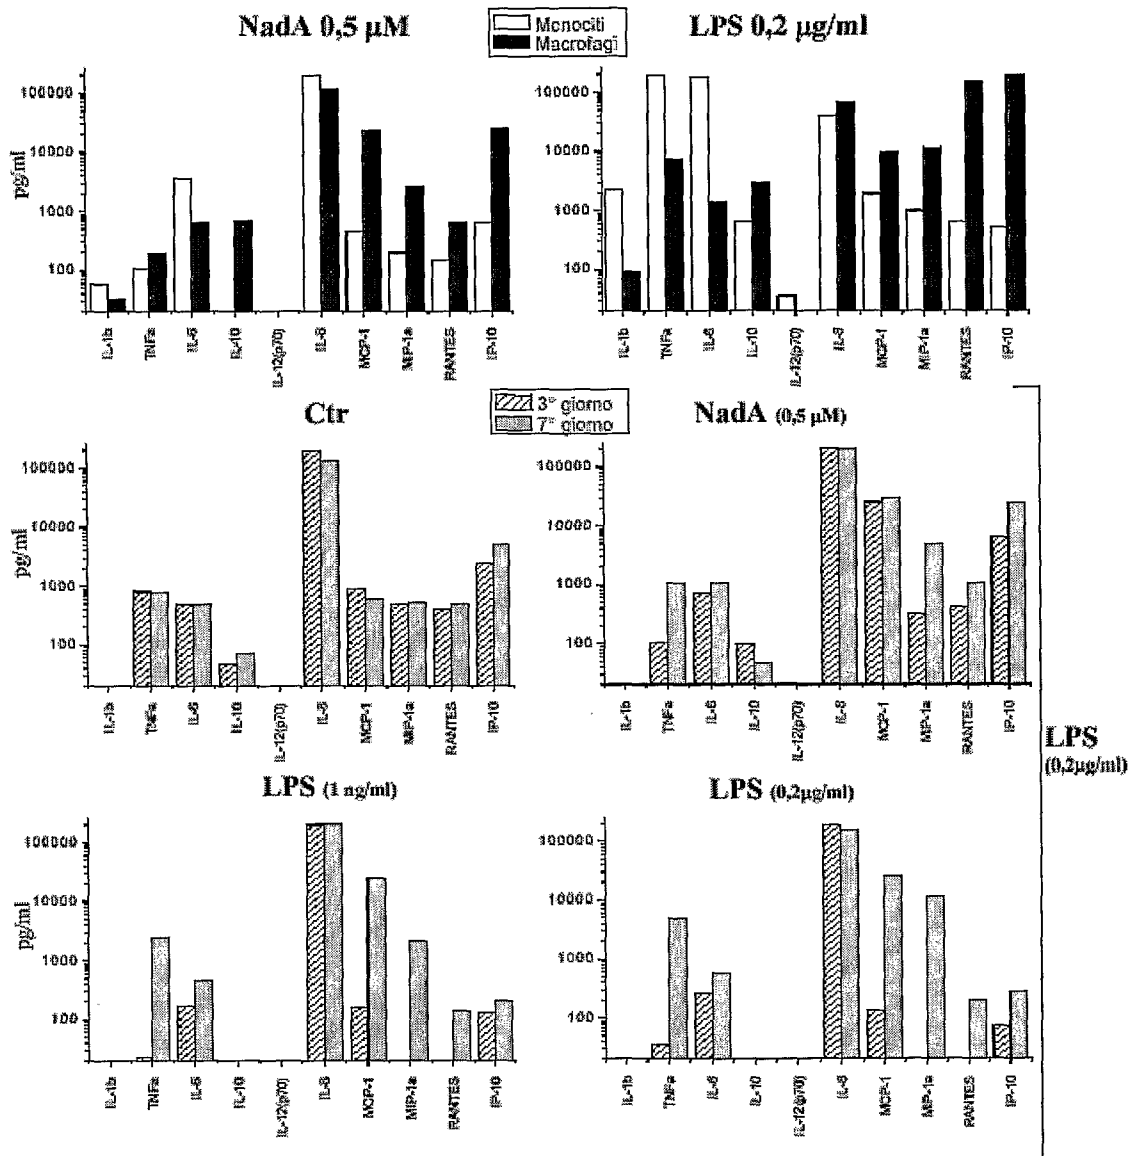 NadA 0,5 µM
Monociti
Macrofagi
LPS 0,2 µg/ml
pg/ml
100000
10000
1000
100
IL-1b
TNFa
IL-6
IL-10
IL-12(p70)
IL-8
MCP-1
MIP-1a
RANTES
IP-10
100000
10000
1000
100
IL-1b
TNFa
IL-6
IL-10
IL-12(p70)
IL-8
MCP-1
MIP-1a
RANTES
IP-10
Ctr
3° giorno
7° giorno
NadA (0,5 µM)
pg/ml
100000
10000
1000
100
IL-1b
TNFa
IL-6
IL-10
IL-12(p70)
IL-8
MCP-1
MIP-1a
RANTES
IP-10
100000
10000
1000
100
IL-1b
TNFa
IL-6
IL-10
IL-12(p70)
IL-8
MCP-1
MIP-1a
RANTES
IP-10
LPS
(0,2µg/ml)
LPS (1 ng/ml)
LPS (0,2µg/ml)
pg/ml
100000
10000
1000
100
IL-1b
TNFa
IL-6
IL-10
IL-12(p70)
IL-8
MCP-1
MIP-1a
RANTES
IP-10
100000
10000
1000
100
IL-1b
TNFa
IL-6
IL-10
IL-12(p70)
IL-8
MCP-1
MIP-1a
RANTES
IP-10